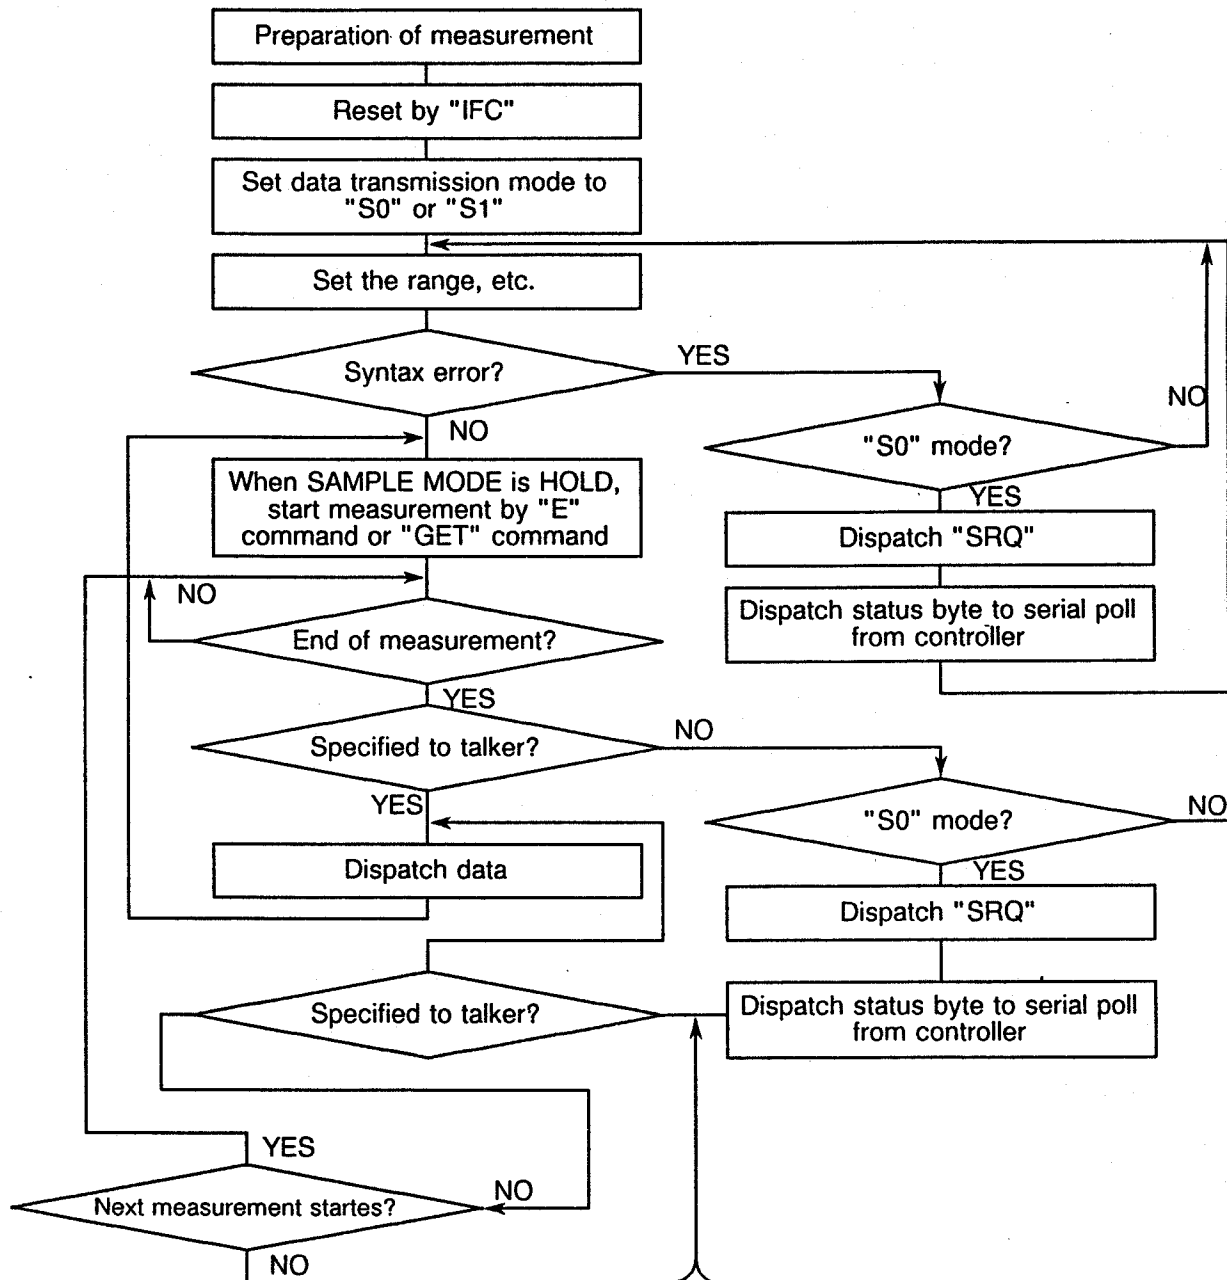 Preparation of measurement
Reset by "IFC"
Set data transmission mode to
"S0" or "S1"
Set the range, etc.
Syntax error?
YES
NO
"S0" mode?
NO
YES
When SAMPLE MODE is HOLD,
start measurement by "E"
command or "GET" command
Dispatch "SRQ"
Dispatch status byte to serial poll
from controller
NO
End of measurement?
YES
Specified to talker?
NO
YES
"S0" mode?
NO
YES
Dispatch data
Dispatch "SRQ"
Specified to talker?
Dispatch status byte to serial poll
from controller
YES
Next measurement startes?
NO
NO